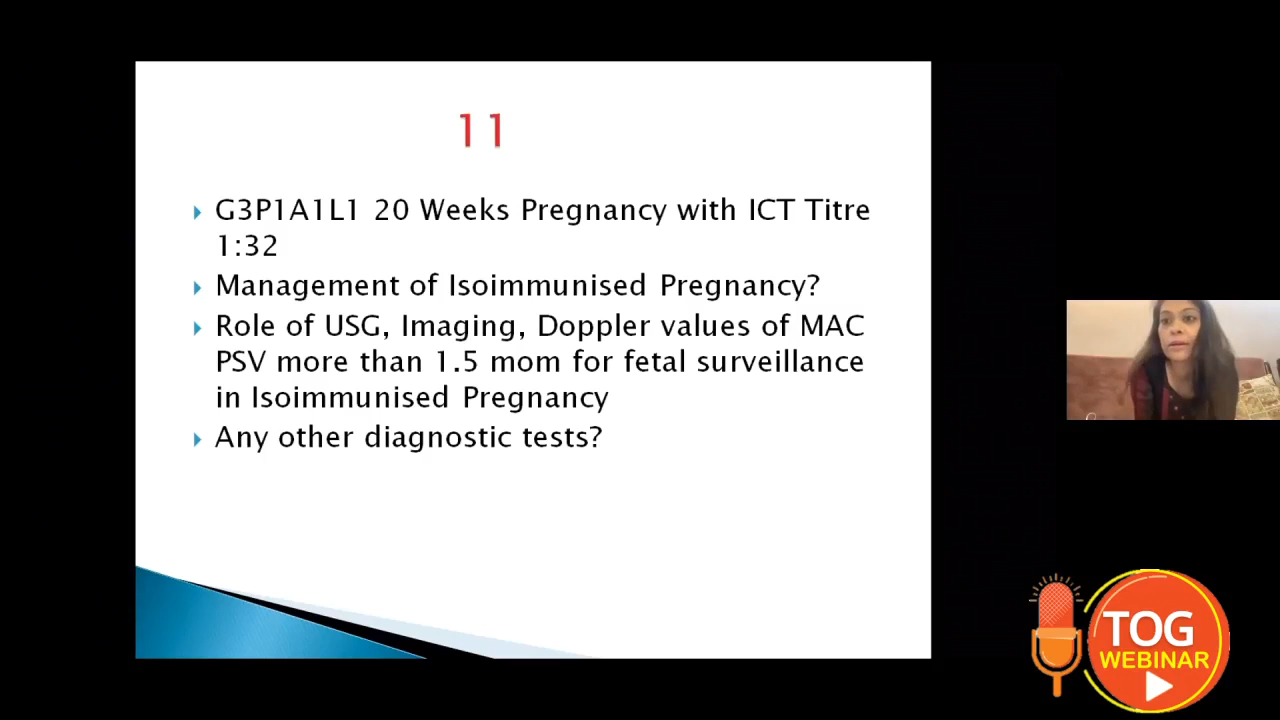 11
G3P1A1L1 20 Weeks Pregnancy with ICT Titre
1:32
Management of Isoimmunised Pregnancy?
Role of USG, Imaging, Doppler values of MAC
PSV more than 1.5 mom for fetal surveillance
in Isoimmunised Pregnancy
Any other diagnostic tests?
TOG
WEBINAR